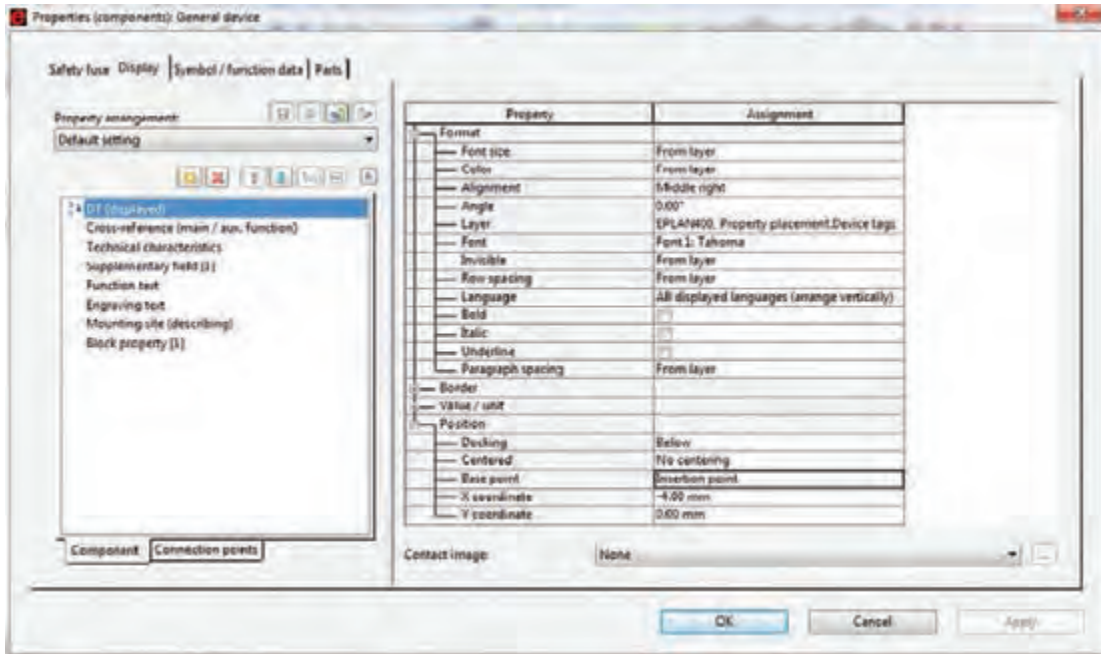 Properties (components): General device
Safety fuse Display Symbol / function data Parts
Property arrangement:
Default setting
DT (displayed)
Cross-reference (main / aux. function)
Technical characteristics
Supplementary field [1]
Function text
Engraving text
Mounting site (describing)
Block property [1]
Component Connection points
Property Assignment
Format
Font size From layer
Color From layer
Alignment Middle right
Angle 0.00°
Layer EPLAN400, Property placement.Device tags
Font Font 1: Tahoma
Invisible From layer
Row spacing From layer
Language All displayed languages (arrange vertically)
Bold
Italic
Underline
Paragraph spacing From layer
Border
Value / unit
Position
Docking Below
Centered No centering
Base point Insertion point
X coordinate -4.00 mm
Y coordinate 0.00 mm
Contact image: None
OK Cancel Apply